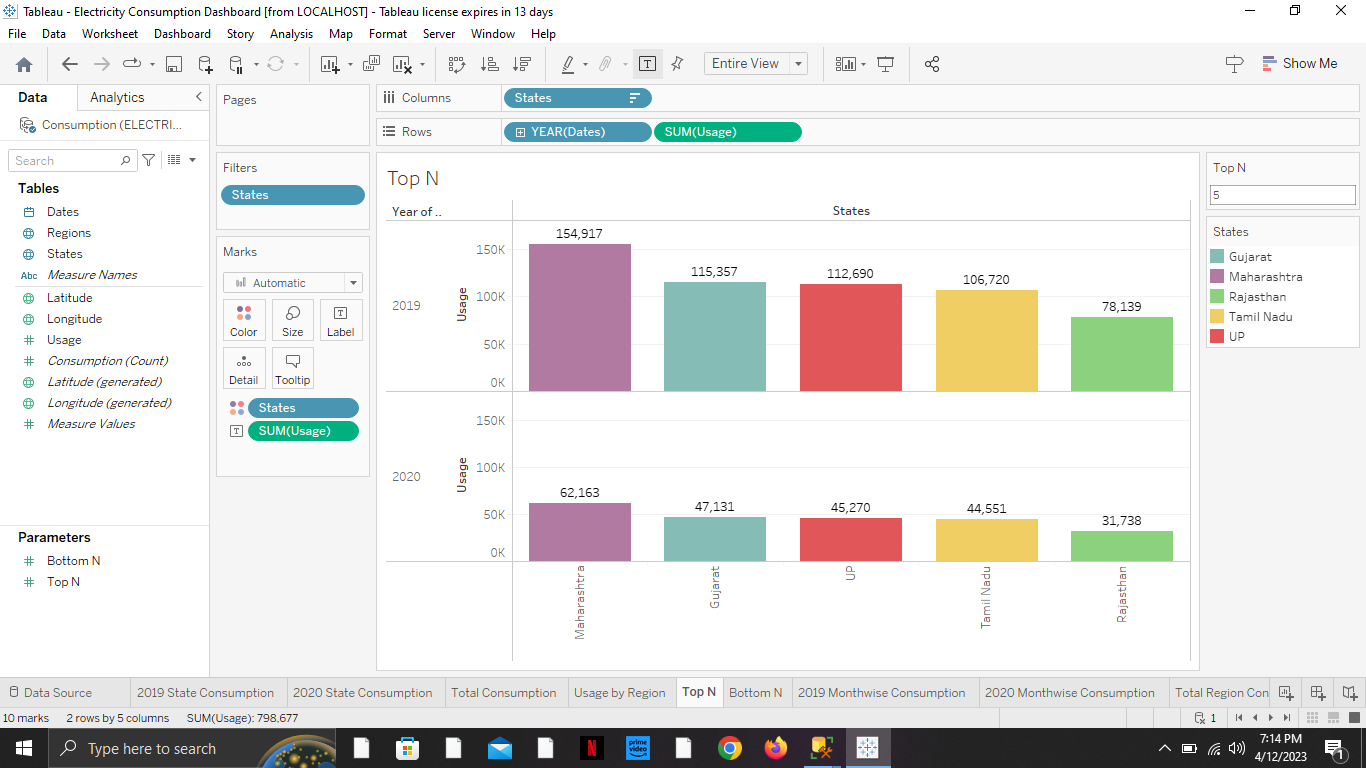 Tableau - Electricity Consumption Dashboard [from LOCALHOST] - Tableau license expires in 13 days
File Data Worksheet Dashboard Story Analysis Map Format Server Window Help
Entire View
Show Me
Data Analytics
Consumption (ELECTRI...
Search
Tables
Dates
Regions
States
Abc Measure Names
Latitude
Longitude
Usage
Consumption (Count)
Latitude (generated)
Longitude (generated)
Measure Values
Parameters
Bottom N
Top N
Pages
Filters
States
Marks
Automatic
Color Size Label
Detail Tooltip
States
SUM(Usage)
Columns States
Rows YEAR(Dates) SUM(Usage)
Top N
Year of ..
States
2019
Usage
150K
100K
50K
0K
154,917
115,357
112,690
106,720
78,139
2020
Usage
150K
100K
50K
0K
62,163
47,131
45,270
44,551
31,738
Maharashtra
Gujarat
UP
Tamil Nadu
Rajasthan
Top N
5
States
Gujarat
Maharashtra
Rajasthan
Tamil Nadu
UP
Data Source 2019 State Consumption 2020 State Consumption Total Consumption Usage by Region Top N Bottom N 2019 Monthwise Consumption 2020 Monthwise Consumption Total Region Con
10 marks 2 rows by 5 columns SUM(Usage): 798,677
1
Type here to search
N
prime video
7:14 PM
4/12/2023
1